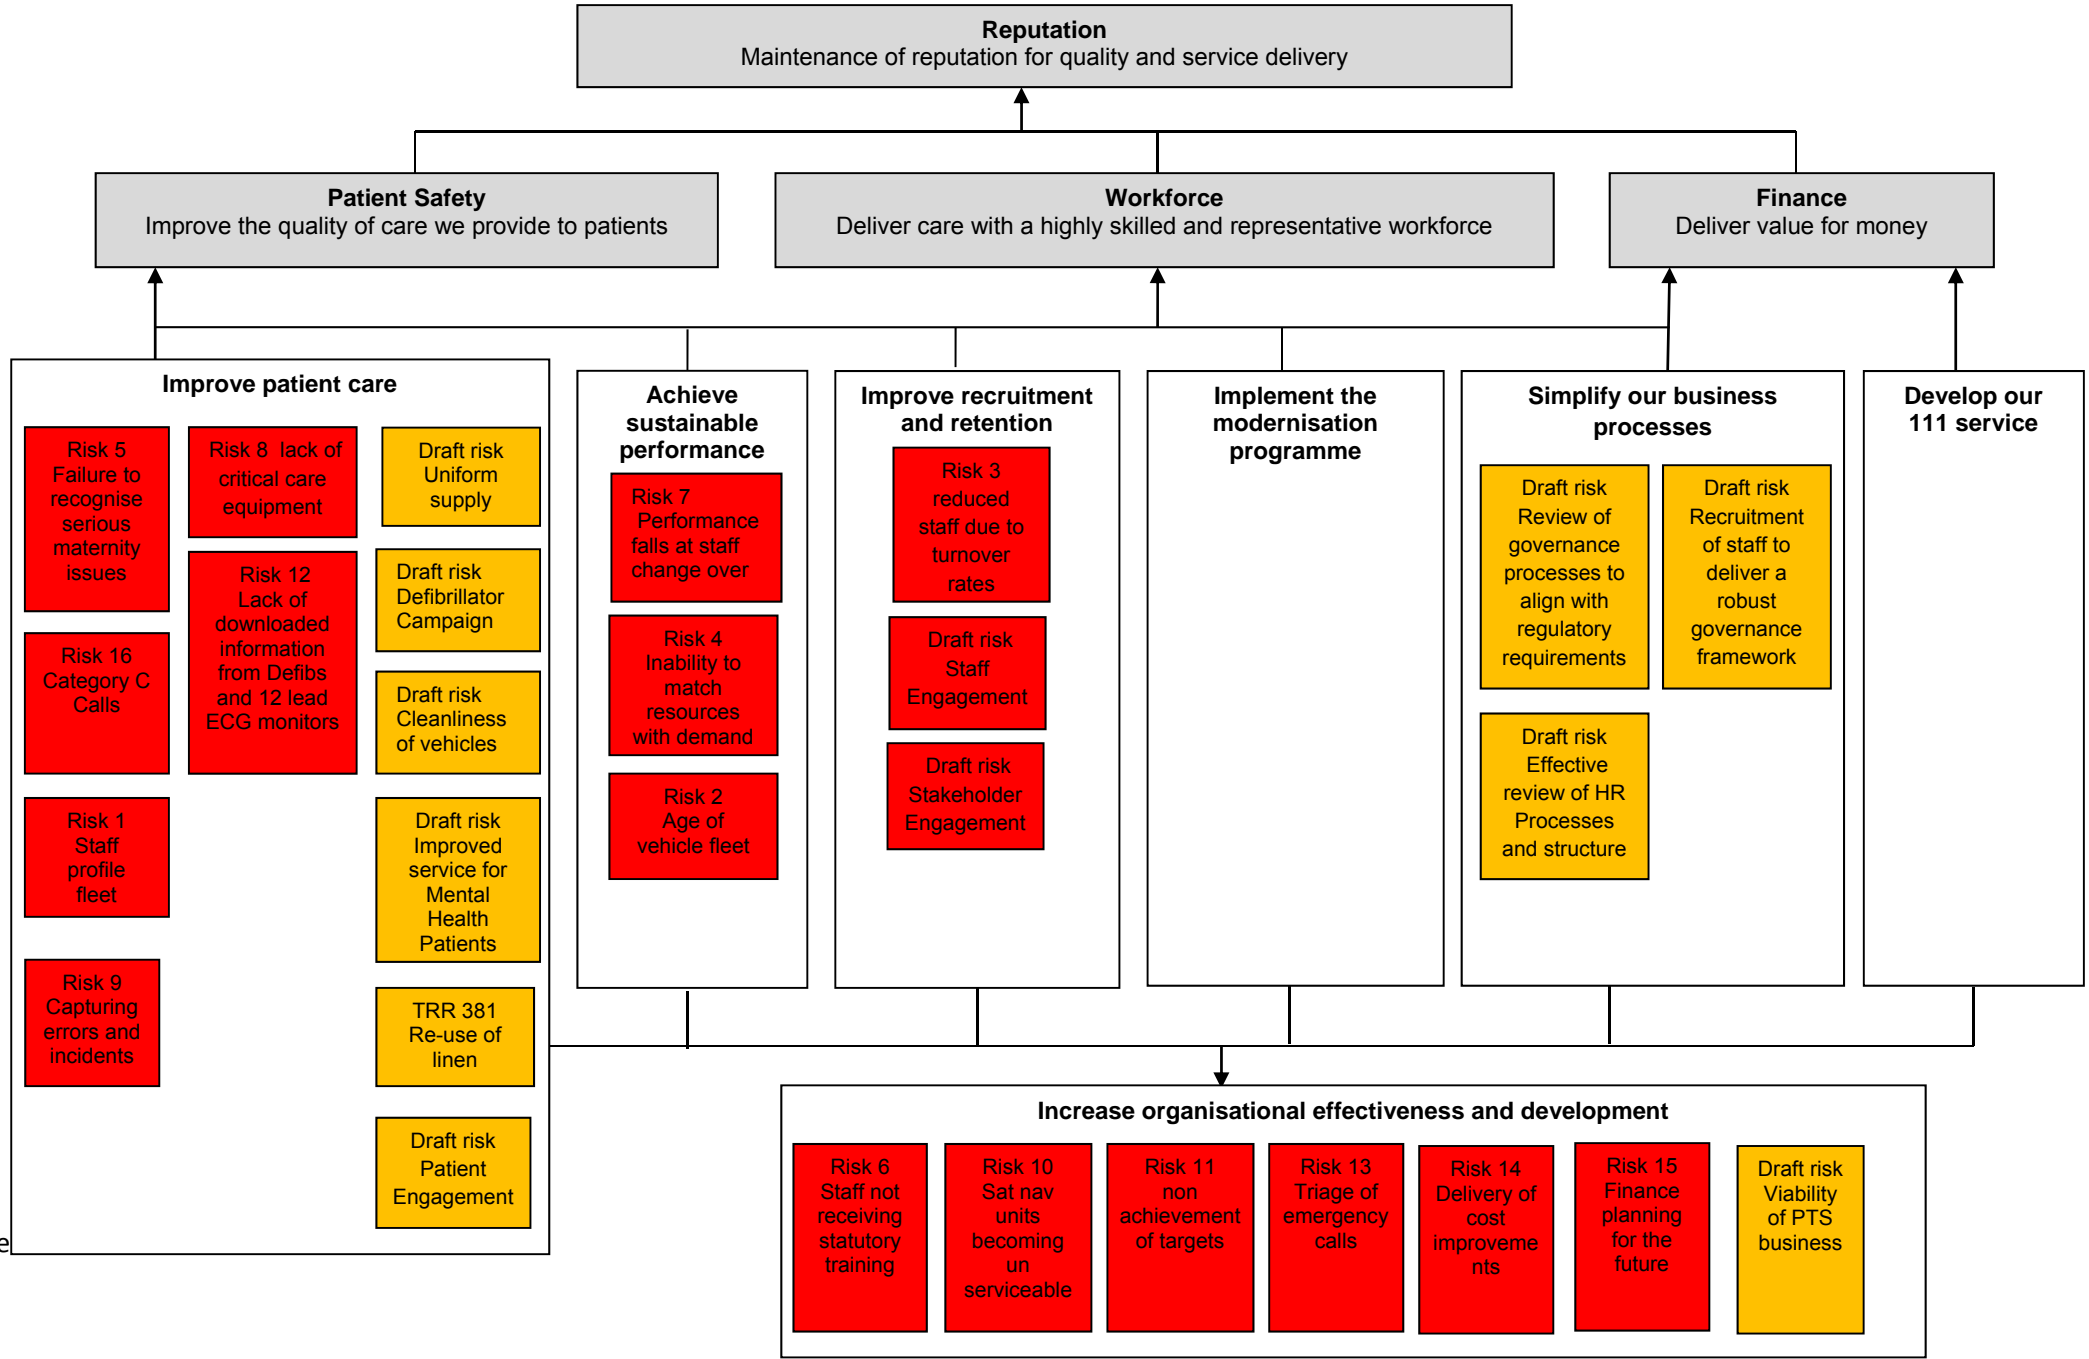 Reputation
Maintenance of reputation for quality and service delivery
Patient Safety
Improve the quality of care we provide to patients
Workforce
Deliver care with a highly skilled and representative workforce
Finance
Deliver value for money
Improve patient care
Risk 5
Failure to
recognise
serious
maternity
issues
Risk 16
Category C
Calls
Risk 1
Staff
profile
fleet
Risk 9
Capturing
errors and
incidents
Risk 8 lack of
critical care
equipment
Risk 12
Lack of
downloaded
information
from Defibs
and 12 lead
ECG monitors
Draft risk
Uniform
supply
Draft risk
Defibrillator
Campaign
Draft risk
Cleanliness
of vehicles
Draft risk
Improved
service for
Mental
Health
Patients
TRR 381
Re-use of
linen
Draft risk
Patient
Engagement
Achieve
sustainable
performance
Risk 7
Performance
falls at staff
change over
Risk 4
Inability to
match
resources
with demand
Risk 2
Age of
vehicle fleet
Improve recruitment
and retention
Risk 3
reduced
staff due to
turnover
rates
Draft risk
Staff
Engagement
Draft risk
Stakeholder
Engagement
Implement the
modernisation
programme
Simplify our business
processes
Draft risk
Review of
governance
processes to
align with
regulatory
requirements
Draft risk
Recruitment
of staff to
deliver a
robust
governance
framework
Draft risk
Effective
review of HR
Processes
and structure
Develop our
111 service
Increase organisational effectiveness and development
Risk 6
Staff not
receiving
statutory
training
Risk 10
Sat nav
units
becoming
un
serviceable
Risk 11
non
achievement
of targets
Risk 13
Triage of
emergency
calls
Risk 14
Delivery of
cost
improveme
nts
Risk 15
Finance
planning
for the
future
Draft risk
Viability
of PTS
business
e